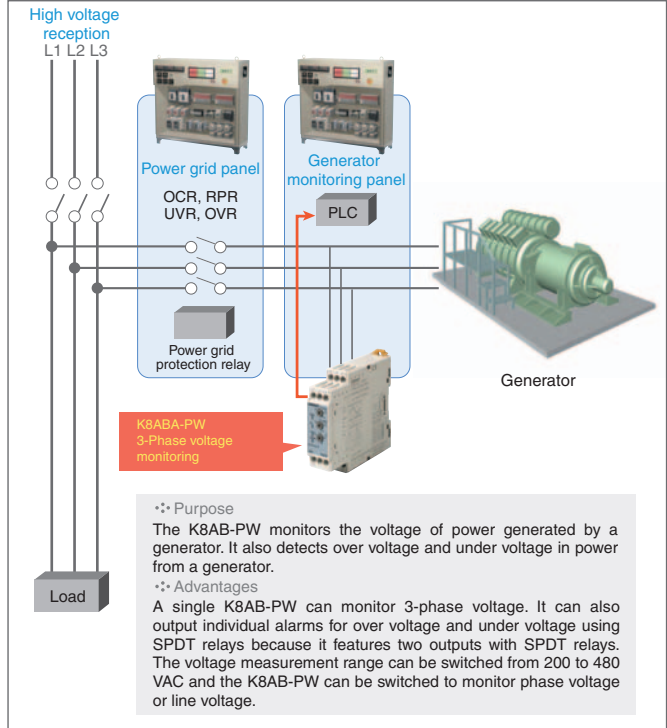 High voltage
reception
L1 L2 L3
Power grid panel
OCR, RPR
UVR, OVR
Generator
monitoring panel
PLC
Power grid
protection relay
Generator
K8ABA-PW
3-Phase voltage
monitoring
Load
Purpose
The K8AB-PW monitors the voltage of power generated by a
generator. It also detects over voltage and under voltage in power
from a generator.
Advantages
A single K8AB-PW can monitor 3-phase voltage. It can also
output individual alarms for over voltage and under voltage using
SPDT relays because it features two outputs with SPDT relays.
The voltage measurement range can be switched from 200 to 480
VAC and the K8AB-PW can be switched to monitor phase voltage
or line voltage.